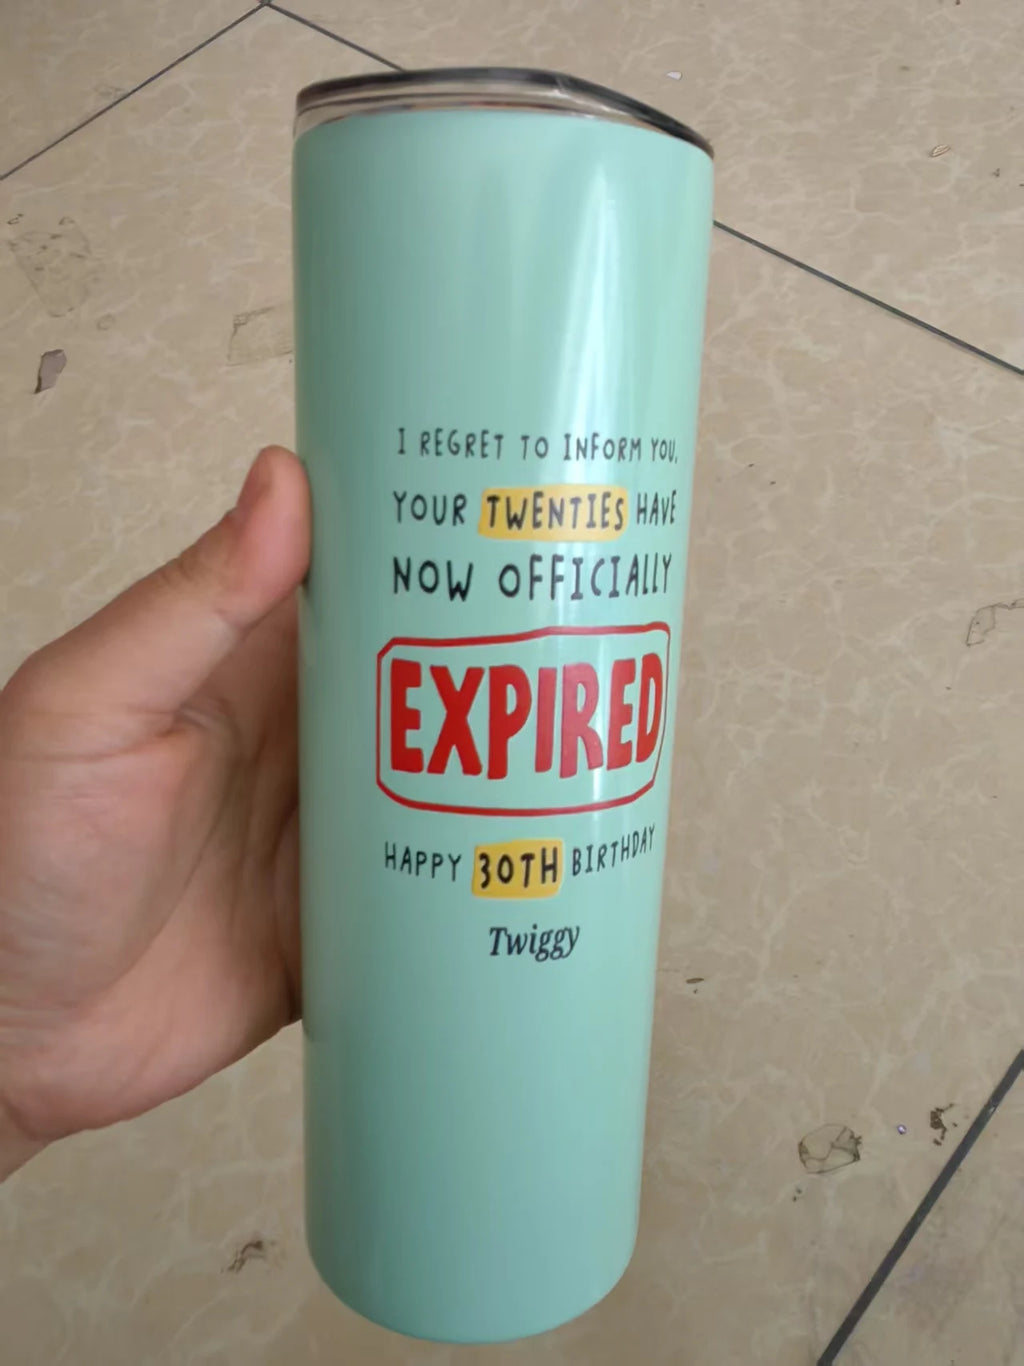 I REGRET TO INFORM YOU,
YOUR TWENTIES HAVE
NOW OFFICIALLY
EXPIRED
HAPPY 30TH BIRTHDAY
Twiggy